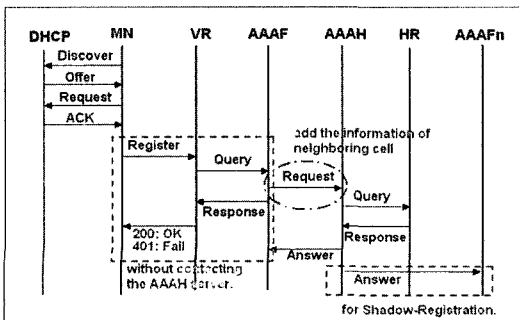 DHCP MN VR AAAF AAAH HR AAAFn
Discover
Offer
Request
ACK
Register
Query
add the information of
neighboring cell
Request
Query
Response
Response
200: OK
401: Fail
Answer
Answer
without contacting
the AAAH server.
for Shadow-Registration.